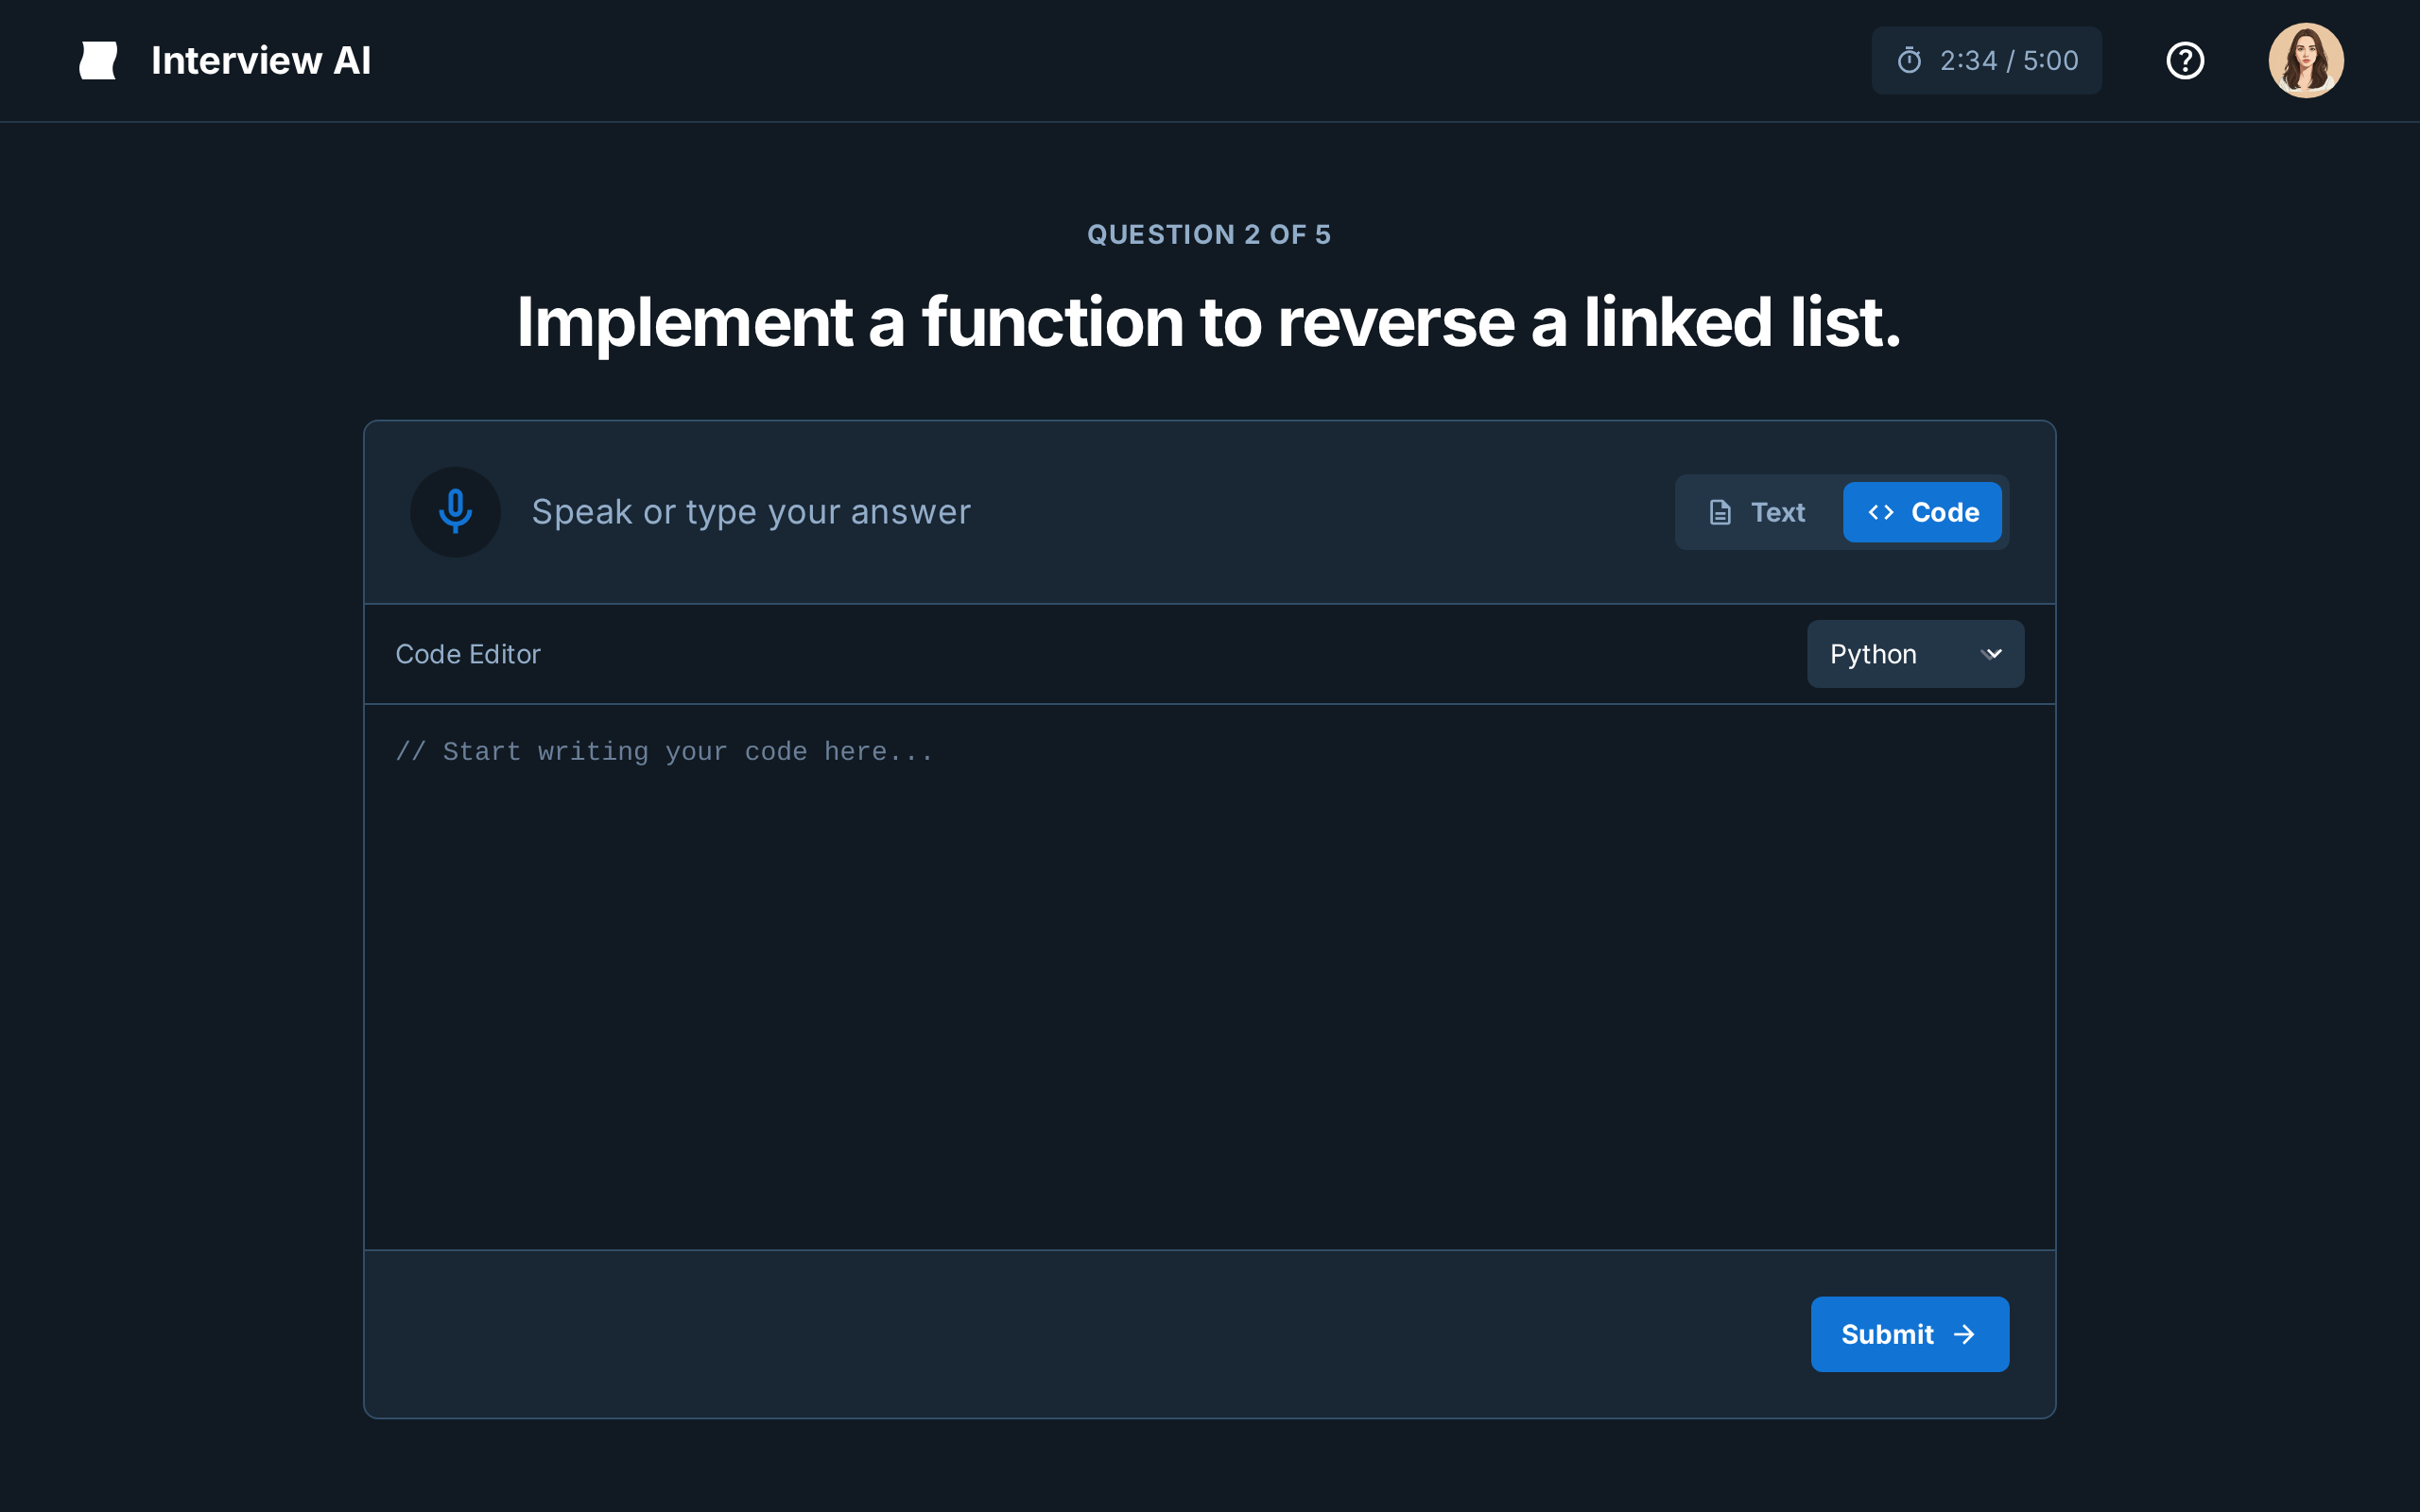 Interview AI
2:34 / 5:00
QUESTION 2 OF 5
Implement a function to reverse a linked list.
Speak or type your answer
Text
Code
Code Editor
Python
// Start writing your code here...
Submit